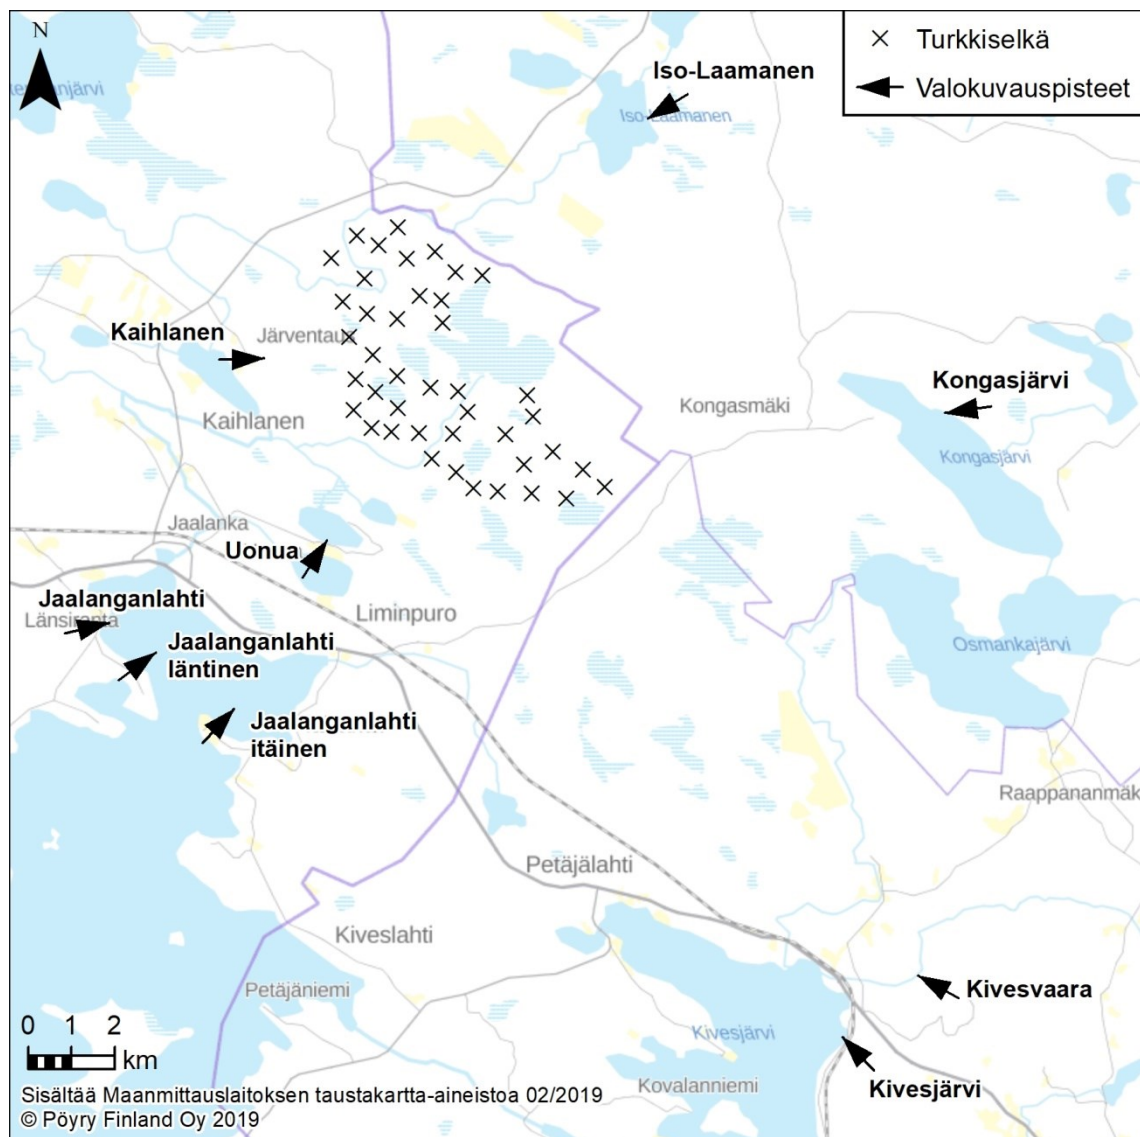 N
Turkkiselkä
Valokuvauspisteet
Iso-Laamanen
Iso-Laamanen
Kaihlanen
Järventaus
Kaihlanen
Kongasjärvi
Kongasmäki
Kongasjärvi
Jaalanka
Uonua
Jaalanganlahti
Länsiranta
Liminpuro
Jaalanganlahti
läntinen
Osmankajärvi
Jaalanganlahti
itäinen
Raappananmäk
Petäjälahti
Kiveslahti
Petäjäniemi
Kivesvaara
Kivesjärvi
Kovalanniemi
Kivesjärvi
0 1 2
km
Sisältää Maanmittauslaitoksen taustakartta-aineistoa 02/2019
© Pöyry Finland Oy 2019